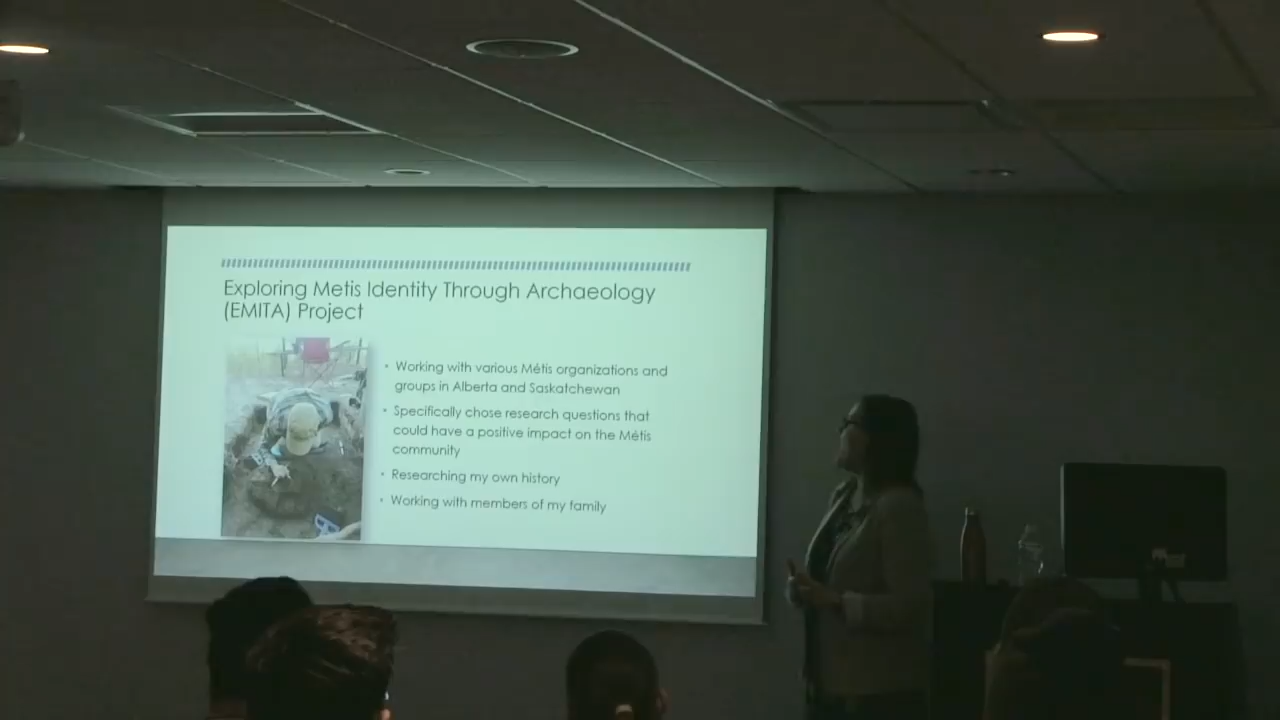 Exploring Metis Identity Through Archaeology
(EMITA) Project
• Working with various Métis organizations and
groups in Alberta and Saskatchewan
• Specifically chose research questions that
could have a positive impact on the Métis
community
• Researching my own history
• Working with members of my family